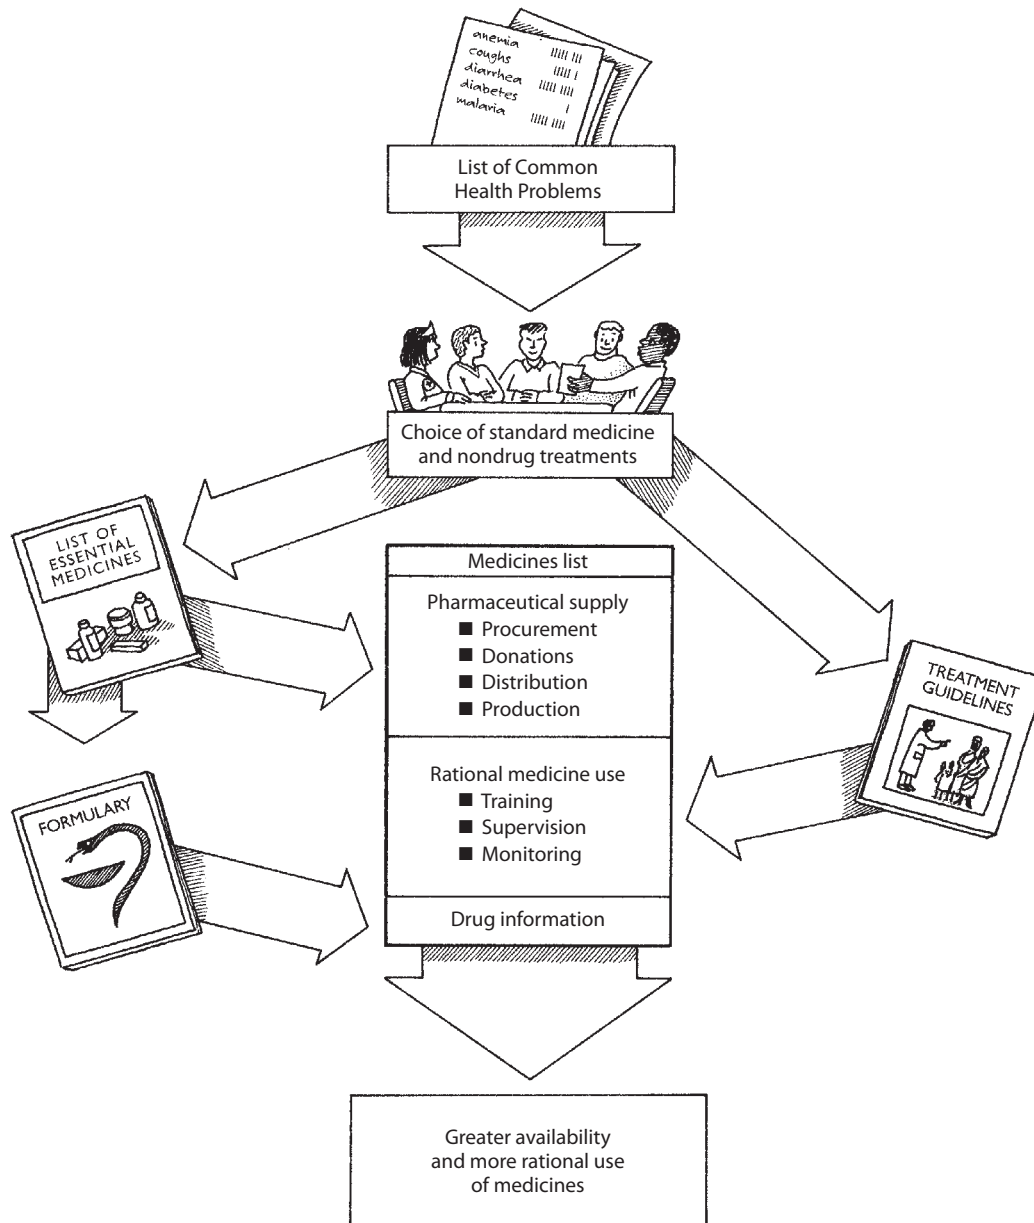 anemia
coughs
diarrhea
diabetes
malaria
List of Common
Health Problems
Choice of standard medicine
and nondrug treatments
LIST OF
ESSENTIAL
MEDICINES
Medicines list
Pharmaceutical supply
■ Procurement
■ Donations
■ Distribution
■ Production
TREATMENT
GUIDELINES
Rational medicine use
■ Training
■ Supervision
■ Monitoring
FORMULARY
Drug information
Greater availability
and more rational use
of medicines